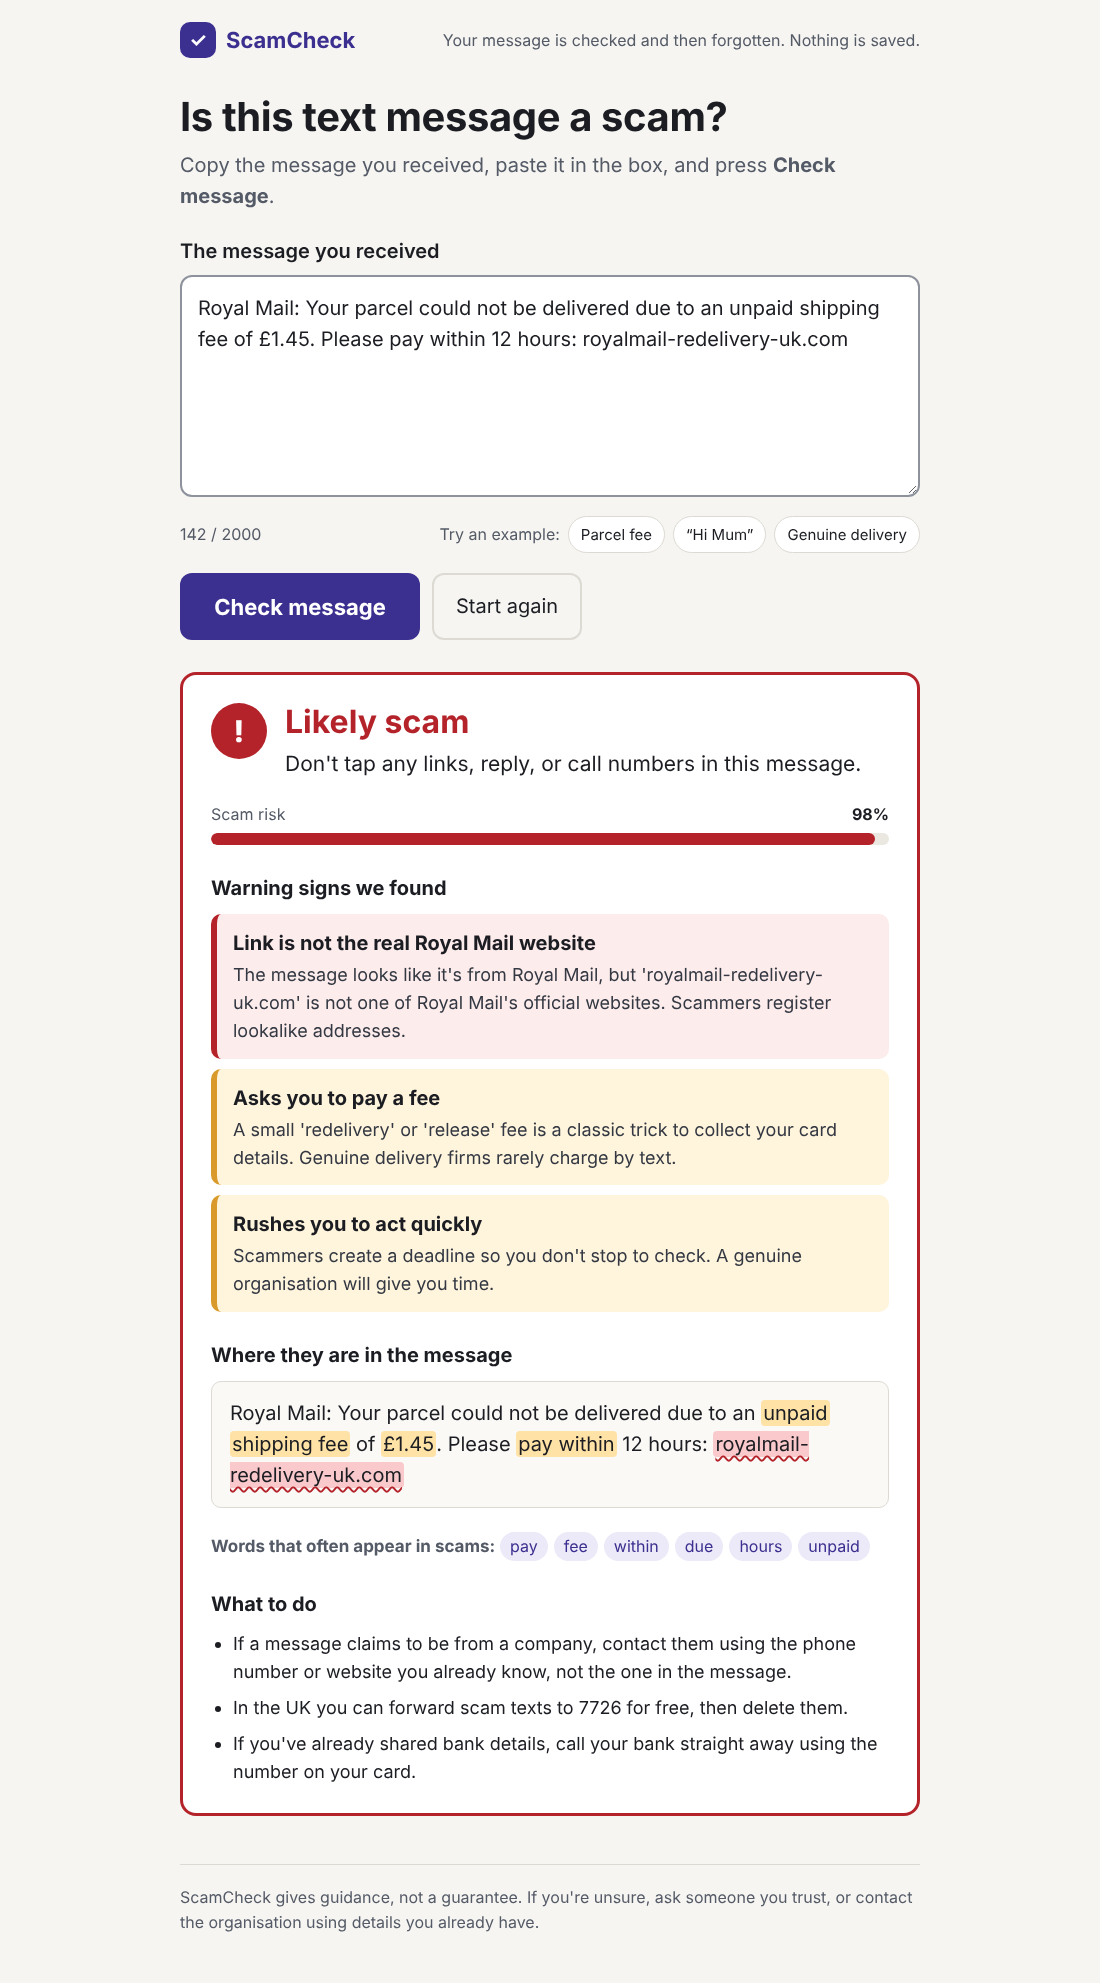 ScamCheck
Your message is checked and then forgotten. Nothing is saved.
Is this text message a scam?
Copy the message you received, paste it in the box, and press Check
message.
The message you received
Royal Mail: Your parcel could not be delivered due to an unpaid shipping
fee of £1.45. Please pay within 12 hours: royalmail-redelivery-uk.com
142 / 2000
Try an example: Parcel fee “Hi Mum” Genuine delivery
Check message Start again
!
Likely scam
Don't tap any links, reply, or call numbers in this message.
Scam risk 98%
Warning signs we found
Link is not the real Royal Mail website
The message looks like it's from Royal Mail, but 'royalmail-redelivery-
uk.com' is not one of Royal Mail's official websites. Scammers register
lookalike addresses.
Asks you to pay a fee
A small 'redelivery' or 'release' fee is a classic trick to collect your card
details. Genuine delivery firms rarely charge by text.
Rushes you to act quickly
Scammers create a deadline so you don't stop to check. A genuine
organisation will give you time.
Where they are in the message
Royal Mail: Your parcel could not be delivered due to an unpaid
shipping fee of £1.45. Please pay within 12 hours: royalmail-
redelivery-uk.com
Words that often appear in scams: pay fee within due hours unpaid
What to do
• If a message claims to be from a company, contact them using the phone
number or website you already know, not the one in the message.
• In the UK you can forward scam texts to 7726 for free, then delete them.
• If you've already shared bank details, call your bank straight away using the
number on your card.
ScamCheck gives guidance, not a guarantee. If you're unsure, ask someone you trust, or contact
the organisation using details you already have.